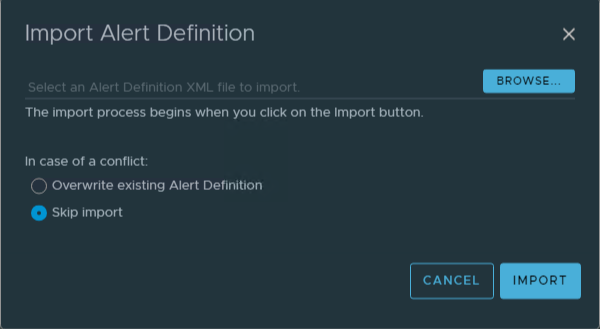 Import Alert Definition
Select an Alert Definition XML file to import.
BROWSE...
The import process begins when you click on the Import button.
In case of a conflict:
Overwrite existing Alert Definition
Skip import
CANCEL
IMPORT